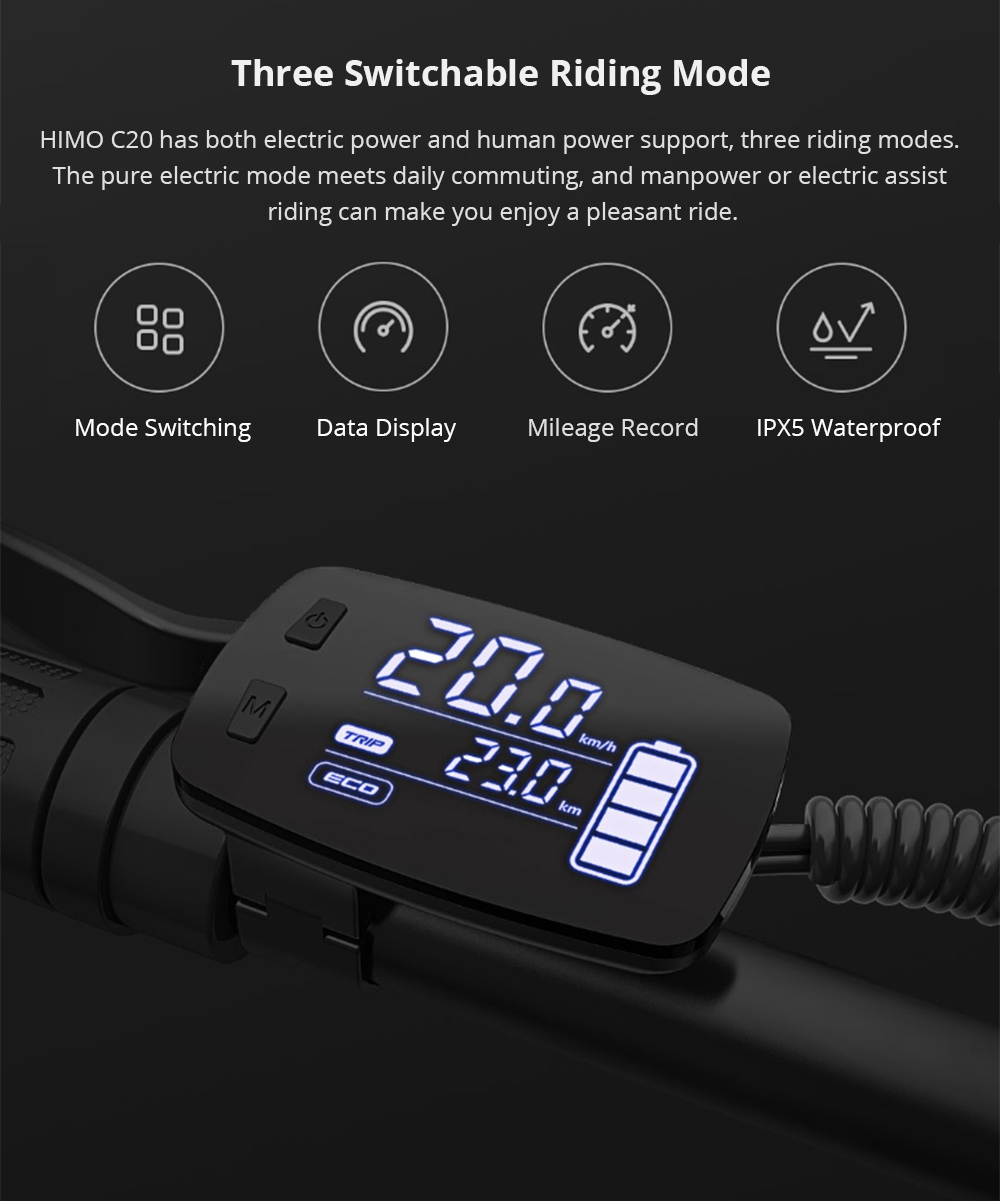 Three Switchable Riding Mode
HIMO C20 has both electric power and human power support, three riding modes.
The pure electric mode meets daily commuting, and manpower or electric assist
riding can make you enjoy a pleasant ride.
Mode Switching
Data Display
Mileage Record
IPX5 Waterproof
20.0 km/h
M
TRIP 23.0 km
ECO